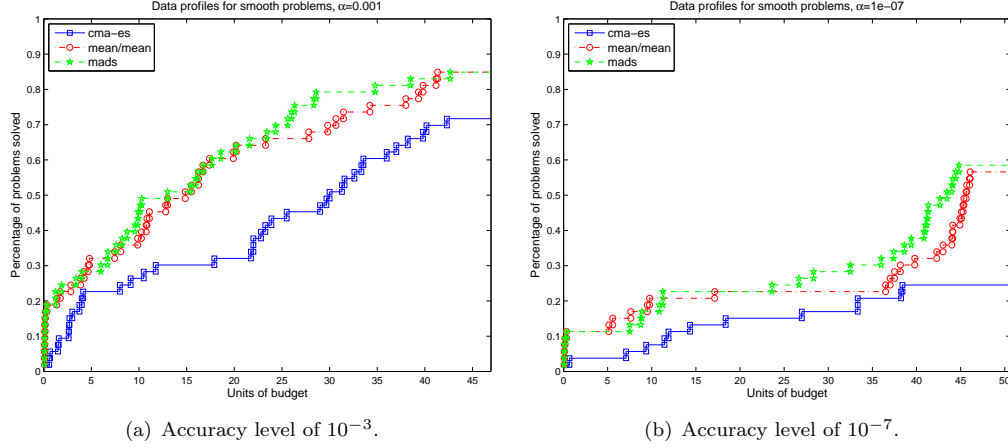 Data profiles for smooth problems, α=0.001
cma−es
mean/mean
mads
Percentage of problems solved
1
0.9
0.8
0.7
0.6
0.5
0.4
0.3
0.2
0.1
0
0 5 10 15 20 25 30 35 40 45
Units of budget
(a) Accuracy level of 10−3.
Data profiles for smooth problems, α=1e−07
cma−es
mean/mean
mads
Percentage of problems solved
1
0.9
0.8
0.7
0.6
0.5
0.4
0.3
0.2
0.1
0
0 5 10 15 20 25 30 35 40 45 50
Units of budget
(b) Accuracy level of 10−7.